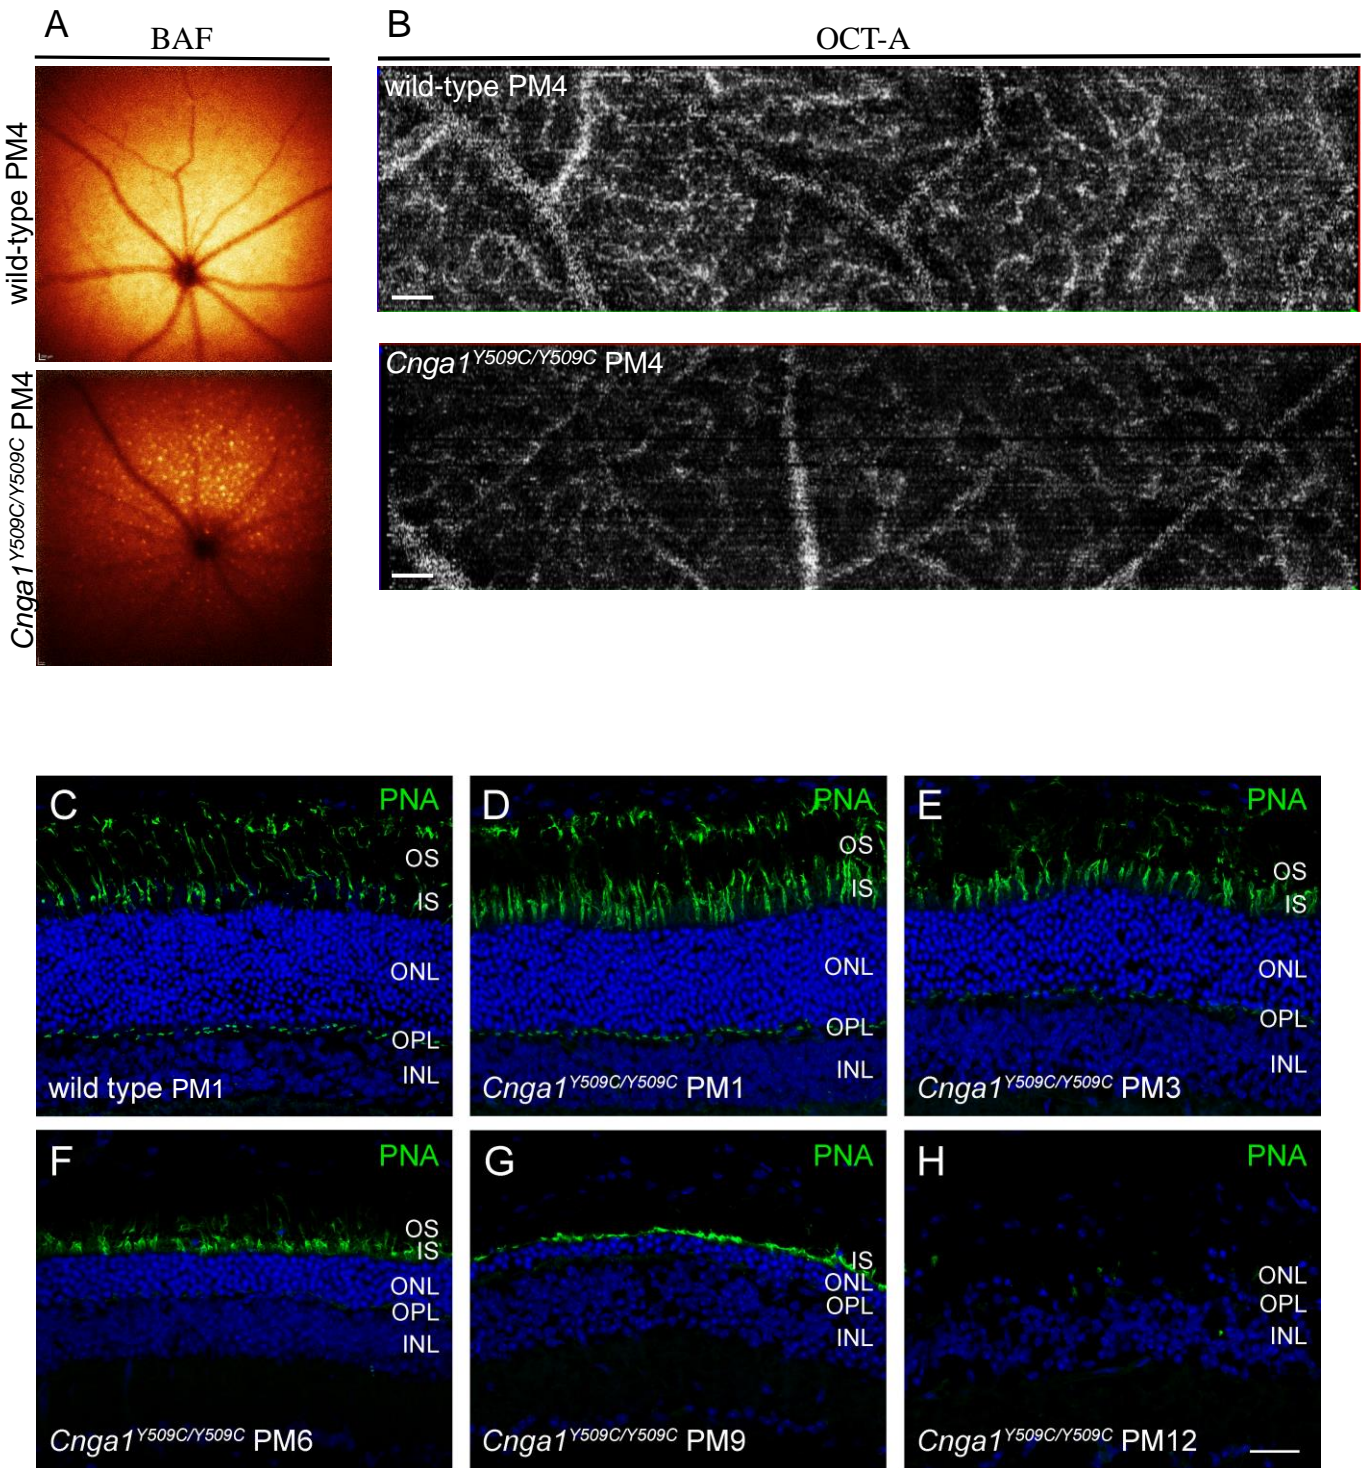 A
BAF
B
OCT-A
wild-type PM4
Cnga1Y509C/Y509C PM4
wild-type PM4
Cnga1Y509C/Y509C PM4
C
PNA
OS
IS
ONL
OPL
INL
wild type PM1
D
PNA
OS
IS
ONL
OPL
INL
Cnga1Y509C/Y509C PM1
E
PNA
OS
IS
ONL
OPL
INL
Cnga1Y509C/Y509C PM3
F
PNA
OS
IS
ONL
OPL
INL
Cnga1Y509C/Y509C PM6
G
PNA
IS
ONL
OPL
INL
Cnga1Y509C/Y509C PM9
H
PNA
ONL
OPL
INL
Cnga1Y509C/Y509C PM12